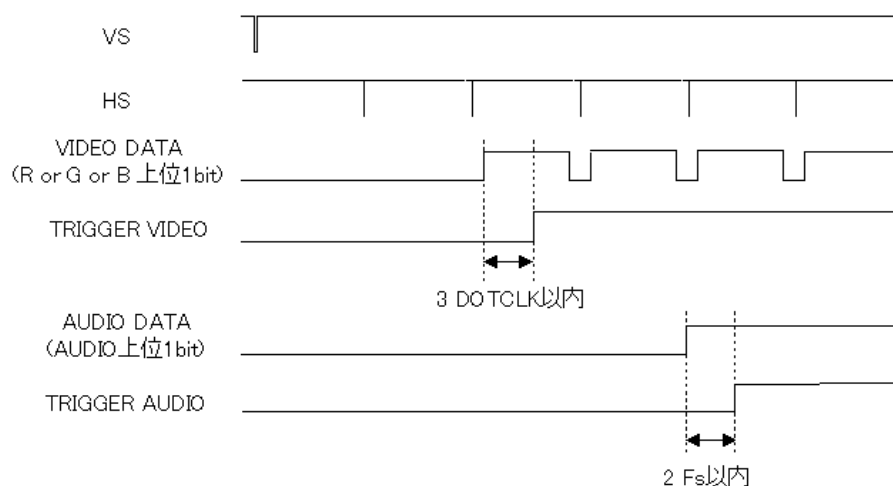 VS
HS
VIDEO DATA
(R or G or B 上位1bit)
TRIGGER VIDEO
3 DOTCLK以内
AUDIO DATA
(AUDIO上位1bit)
TRIGGER AUDIO
2 Fs以内